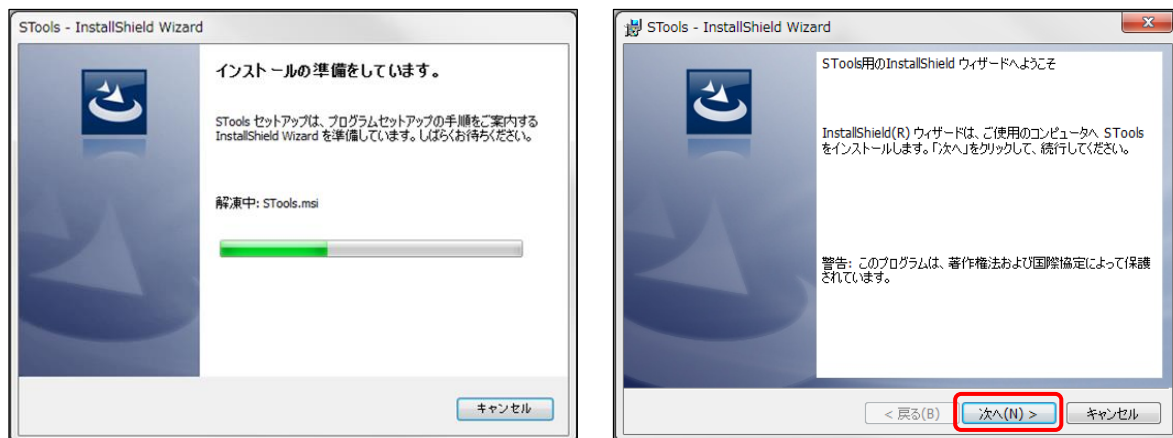 STools - InstallShield Wizard
インストールの準備をしています。
STools セットアップは、プログラムセットアップの手順をご案内する
InstallShield Wizard を準備しています。しばらくお待ちください。
解凍中: STools.msi
キャンセル
STools - InstallShield Wizard
STools用のInstallShield ウィザードへようこそ
InstallShield(R) ウィザードは、ご使用のコンピュータへ STools
をインストールします。「次へ」をクリックして、続行してください。
警告: このプログラムは、著作権法および国際協定によって保護
されています。
< 戻る(B)
次へ(N) >
キャンセル